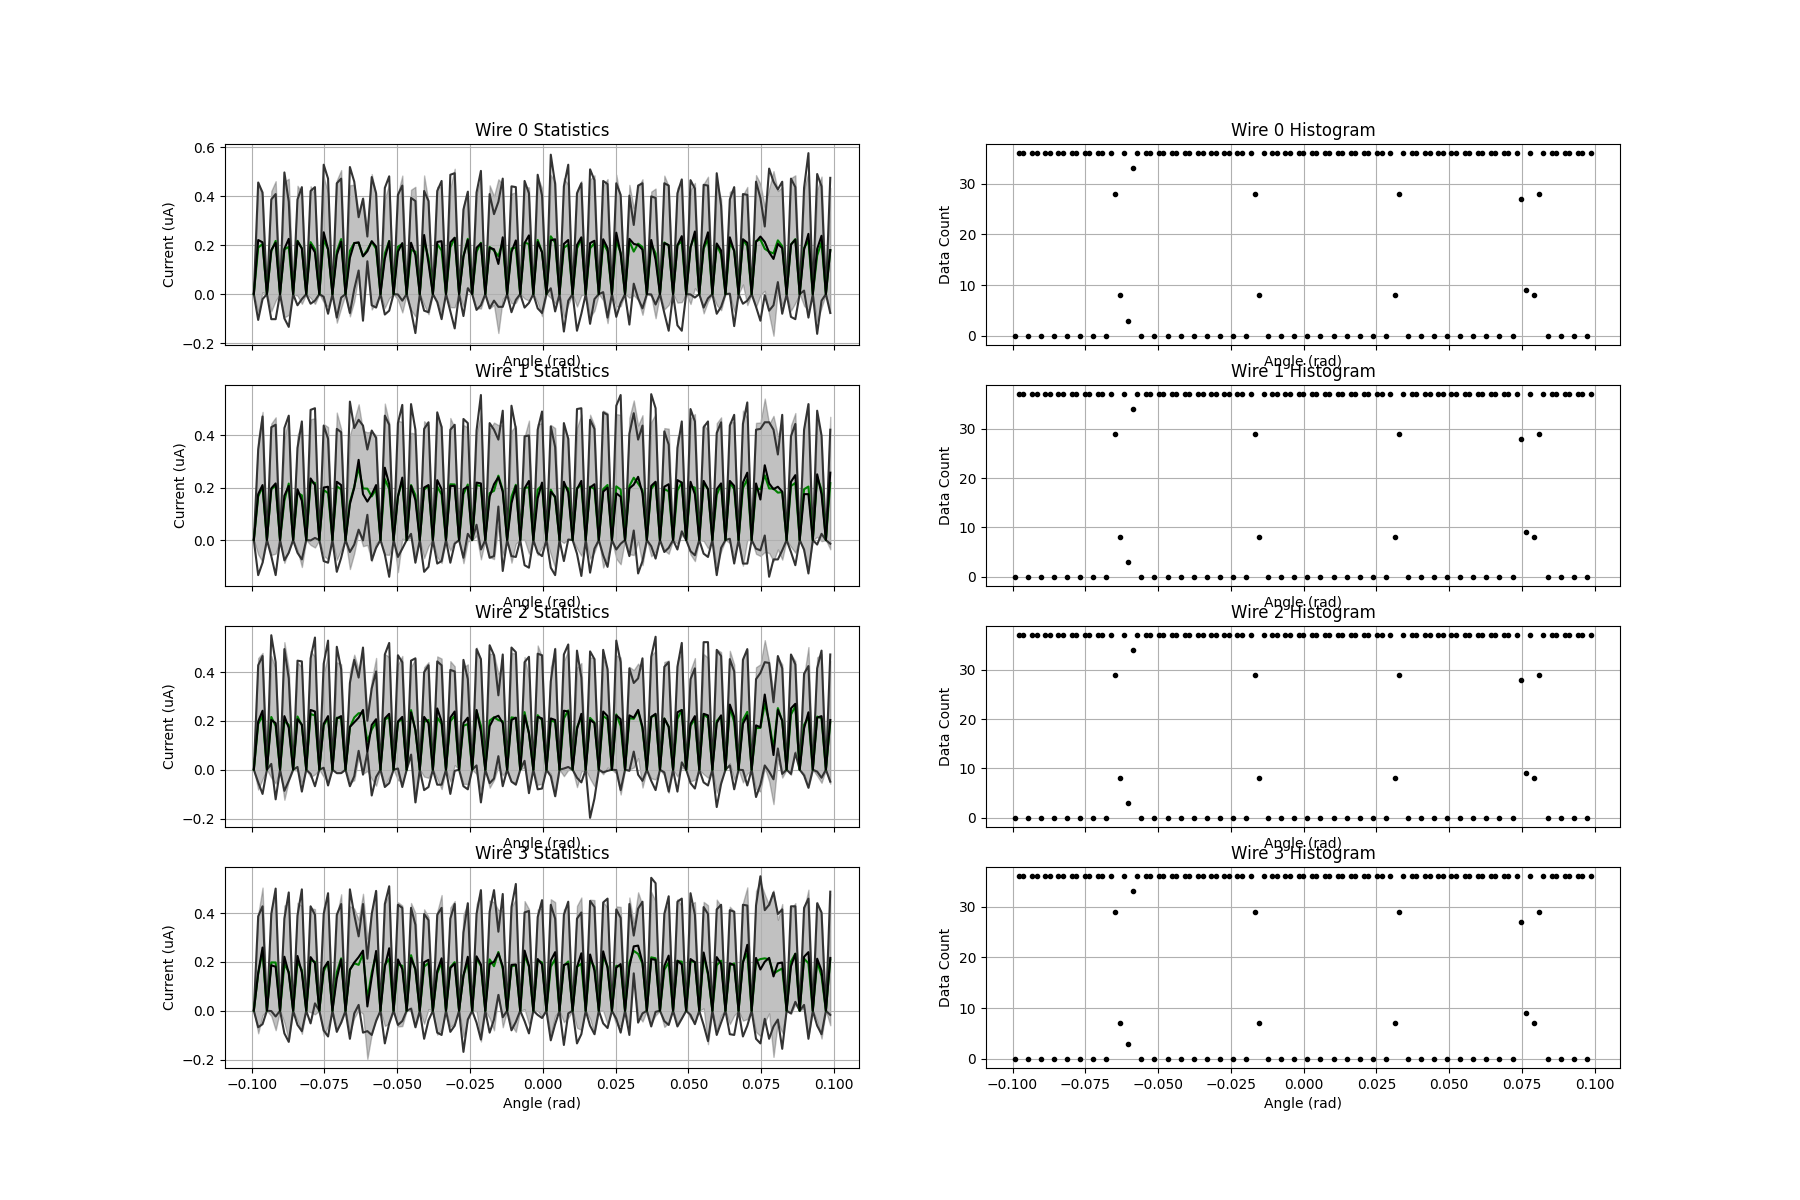 Wire 0 Statistics
Wire 0 Histogram
0.6
0.4
0.2
0.0
−0.2
Current (uA)
Angle (rad)
30
20
10
0
Data Count
Angle (rad)
Wire 1 Statistics
Wire 1 Histogram
0.4
0.2
0.0
Current (uA)
Angle (rad)
30
20
10
0
Data Count
Angle (rad)
Wire 2 Statistics
Wire 2 Histogram
0.4
0.2
0.0
−0.2
Current (uA)
Angle (rad)
30
20
10
0
Data Count
Angle (rad)
Wire 3 Statistics
Wire 3 Histogram
0.4
0.2
0.0
−0.2
Current (uA)
−0.100 −0.075 −0.050 −0.025 0.000 0.025 0.050 0.075 0.100
Angle (rad)
30
20
10
0
Data Count
−0.100 −0.075 −0.050 −0.025 0.000 0.025 0.050 0.075 0.100
Angle (rad)